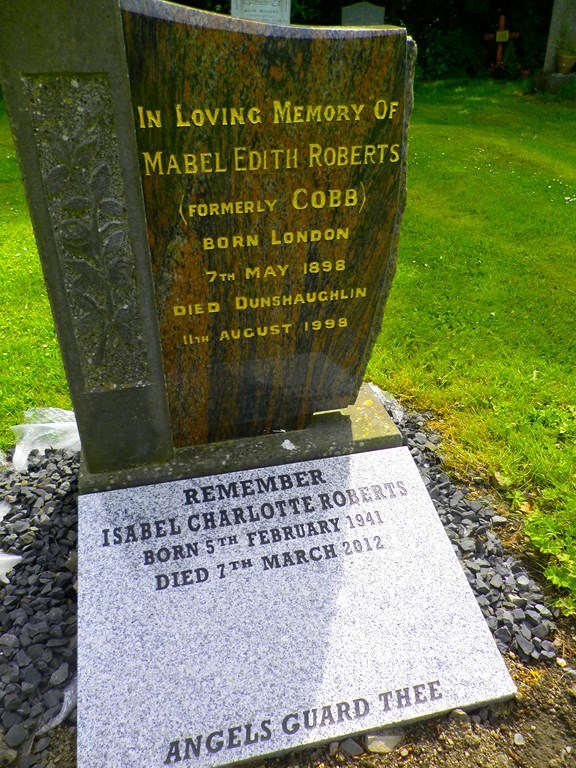 In Loving Memory Of
Mabel Edith Roberts
(formerly Cobb)
born London
7th May 1898
died Dunshaughlin
11th August 1998
REMEMBER
ISABEL CHARLOTTE ROBERTS
BORN 5TH FEBRUARY 1941
DIED 7TH MARCH 2012
ANGELS GUARD THEE